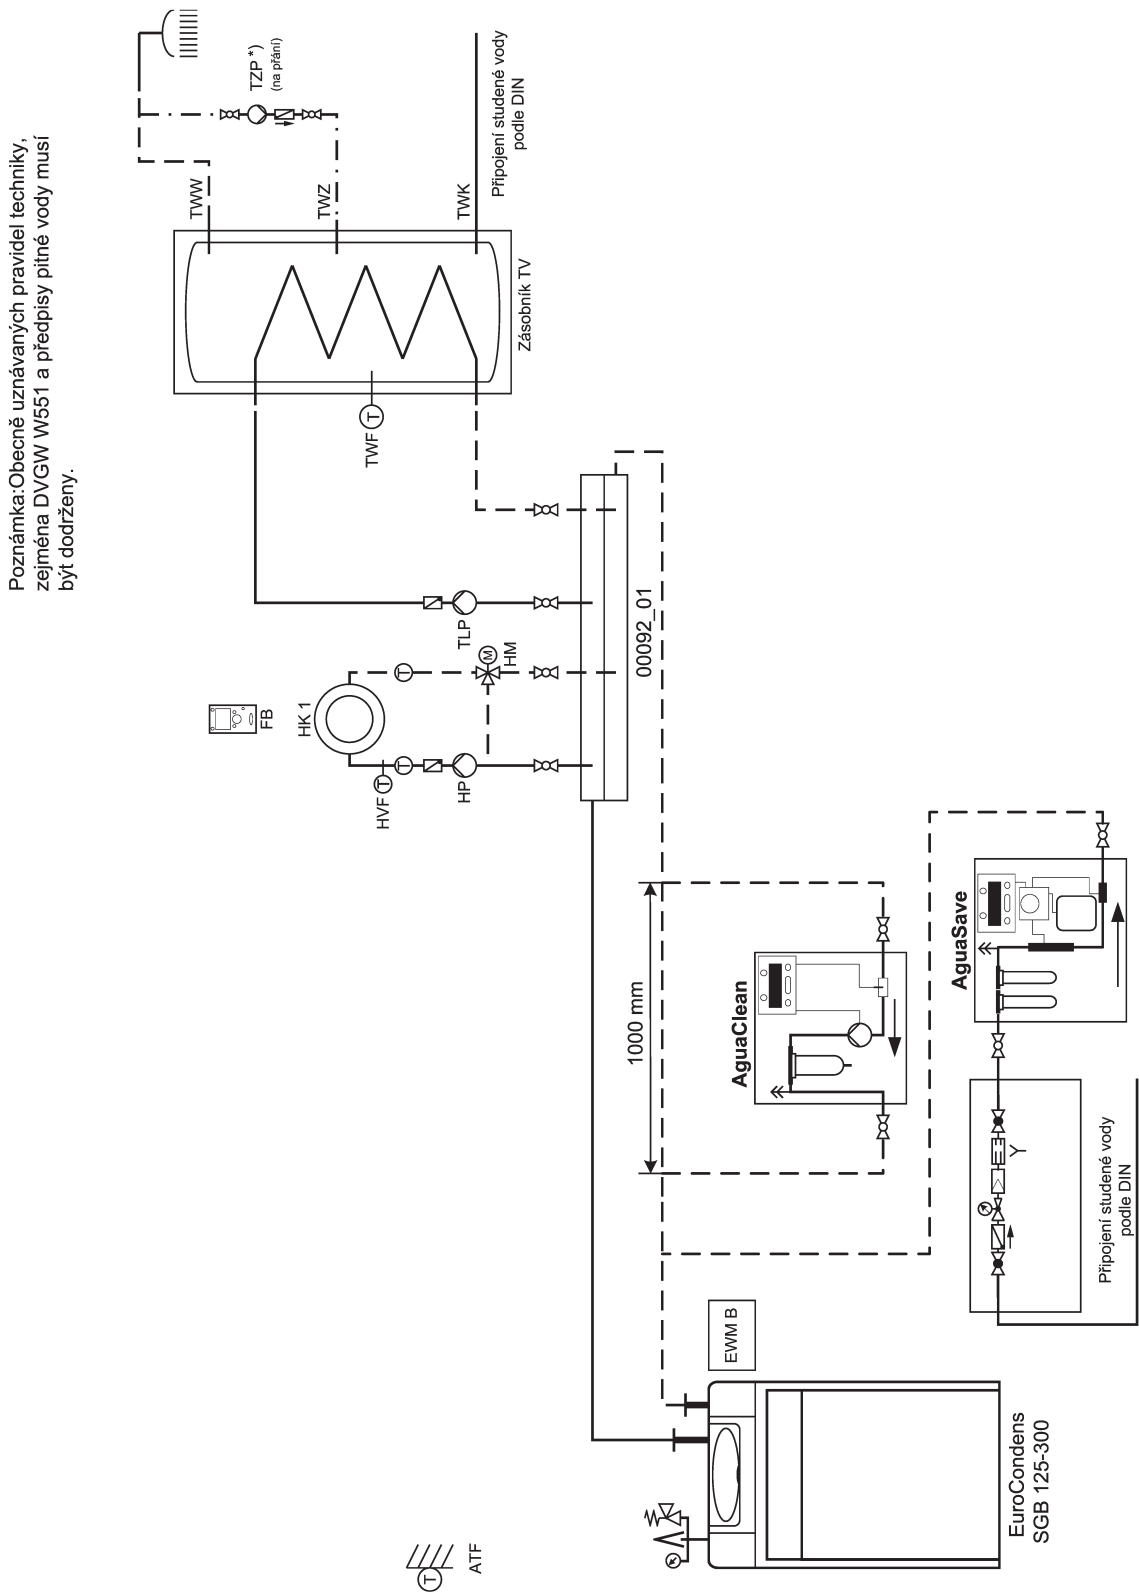 Poznámka:Obecně uznávaných pravidel techniky,
zejména DVGW W551 a předpisy pitné vody musí
být dodrženy.
TZP *)
(na přání)
Připojení studené vody
podle DIN
TWW
TWZ
TWK
Zásobník TV
T
TWF
00092_01
TLP
M
HM
T
FB
HK 1
T
T
HVF
HP
1000 mm
AguaClean
AguaSave
Připojení studené vody
podle DIN
EWM B
EuroCondens
SGB 125-300
T
ATF